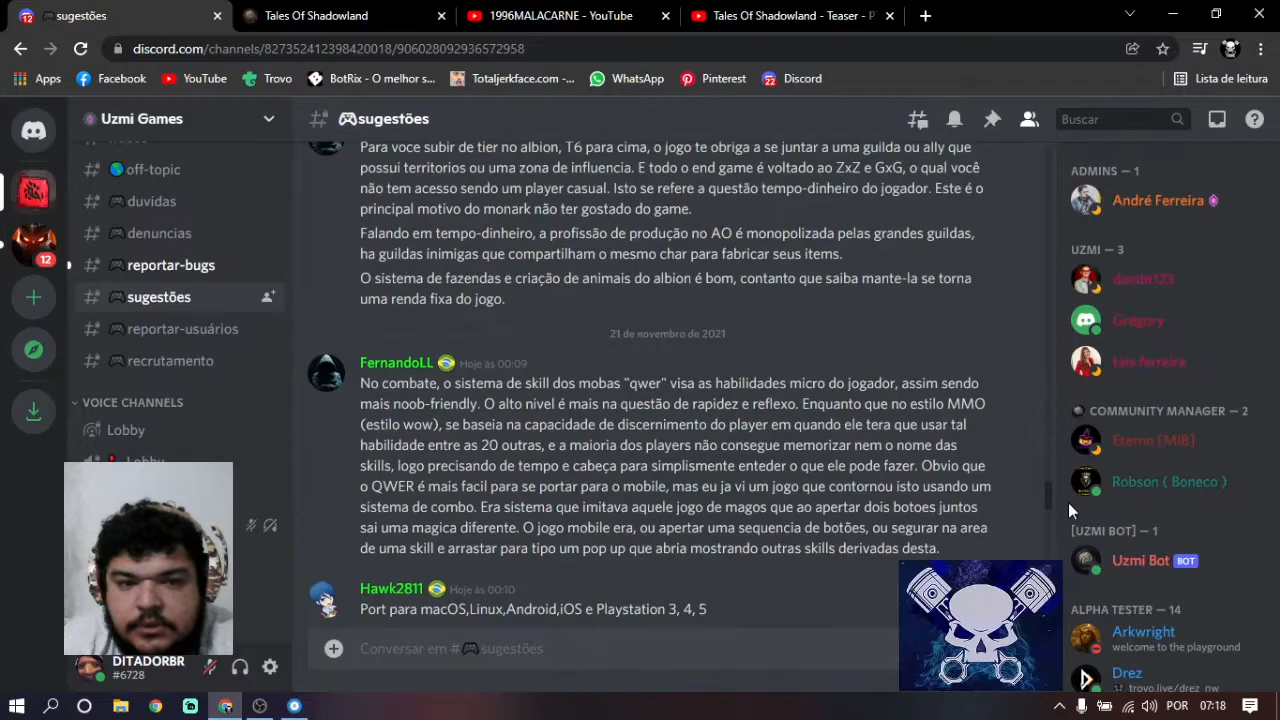 sugestões
Tales Of Shadowland
1996MALACARNE - YouTube
Tales Of Shadowland - Teaser - P
discord.com/channels/827352412398420018/906028092936572958
Apps
Facebook
YouTube
Trovo
BotRix - O melhor s...
Totaljerkface.com -...
WhatsApp
Pinterest
Discord
Lista de leitura
Uzmi Games
sugestões
Buscar
off-topic
duvidas
denuncias
reportar-bugs
sugestões
reportar-usuários
recrutamento
VOICE CHANNELS
Lobby
Lobby
12
DITADORBR
#6728
Para voce subir de tier no albion, T6 para cima, o jogo te obriga a se juntar a uma guilda ou ally que
possui territorios ou uma zona de influencia. E todo o end game é voltado ao ZxZ e GxG, o qual você
não tem acesso sendo um player casual. Isto se refere a questão tempo-dinheiro do jogador. Este é o
principal motivo do monark não ter gostado do game.
Falando em tempo-dinheiro, a profissão de produção no AO é monopolizada pelas grandes guildas,
ha guildas inimigas que compartilham o mesmo char para fabricar seus items.
O sistema de fazendas e criação de animais do albion é bom, contanto que saiba mante-la se torna
uma renda fixa do jogo.
21 de novembro de 2021
FernandoLL Hoje às 00:09
No combate, o sistema de skill dos mobas "qwer" visa as habilidades micro do jogador, assim sendo
mais noob-friendly. O alto nivel é mais na questão de rapidez e reflexo. Enquanto que no estilo MMO
(estilo wow), se baseia na capacidade de discernimento do player em quando ele tera que usar tal
habilidade entre as 20 outras, e a maioria dos players não consegue memorizar nem o nome das
skills, logo precisando de tempo e cabeça para simplismente enteder o que ele pode fazer. Obvio que
o QWER é mais facil para se portar para o mobile, mas eu ja vi um jogo que contornou isto usando um
sistema de combo. Era sistema que imitava aquele jogo de magos que ao apertar dois botoes juntos
sai uma magica diferente. O jogo mobile era, ou apertar uma sequencia de botões, ou segurar na area
de uma skill e arrastar para tipo um pop up que abria mostrando outras skills derivadas desta.
Hawk2811 Hoje às 00:10
Port para macOS,Linux,Android,iOS e Playstation 3, 4, 5
Conversar em # sugestões
ADMINS — 1
André Ferreira
UZMI — 3
danibt123
Gregory
Lais.ferreira
COMMUNITY MANAGER — 2
Eterno [MIB]
Robson ( Boneco )
[UZMI BOT] — 1
Uzmi Bot BOT
ALPHA TESTER — 14
Arkwright
welcome to the playground
Drez
trovo.live/drez_nw
POR
07:18